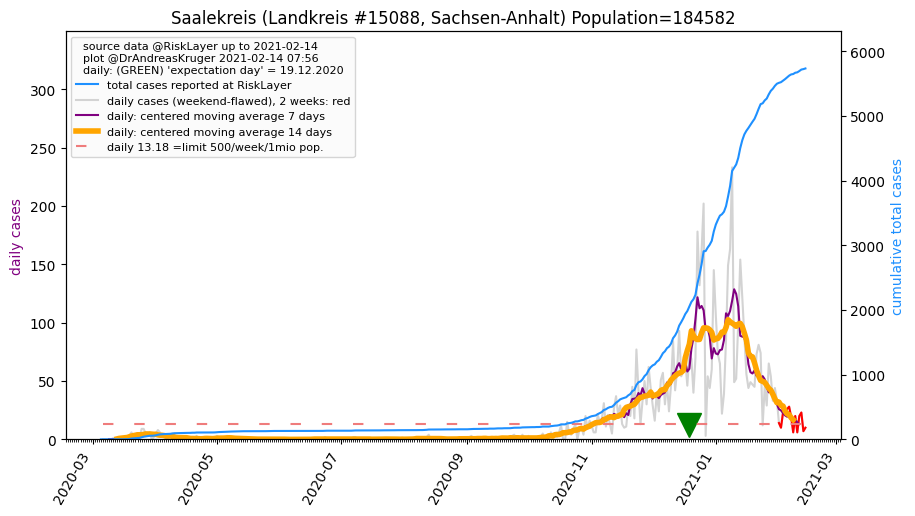 Saalekreis (Landkreis #15088, Sachsen-Anhalt) Population=184582
source data @RiskLayer up to 2021-02-14
plot @DrAndreasKruger 2021-02-14 07:56
daily: (GREEN) 'expectation day' = 19.12.2020
total cases reported at RiskLayer
daily cases (weekend-flawed), 2 weeks: red
daily: centered moving average 7 days
daily: centered moving average 14 days
daily 13.18 =limit 500/week/1mio pop.
daily cases
300
250
200
150
100
50
0
6000
5000
4000
3000
2000
1000
0
cumulative total cases
2020-03
2020-05
2020-07
2020-09
2020-11
2021-01
2021-03